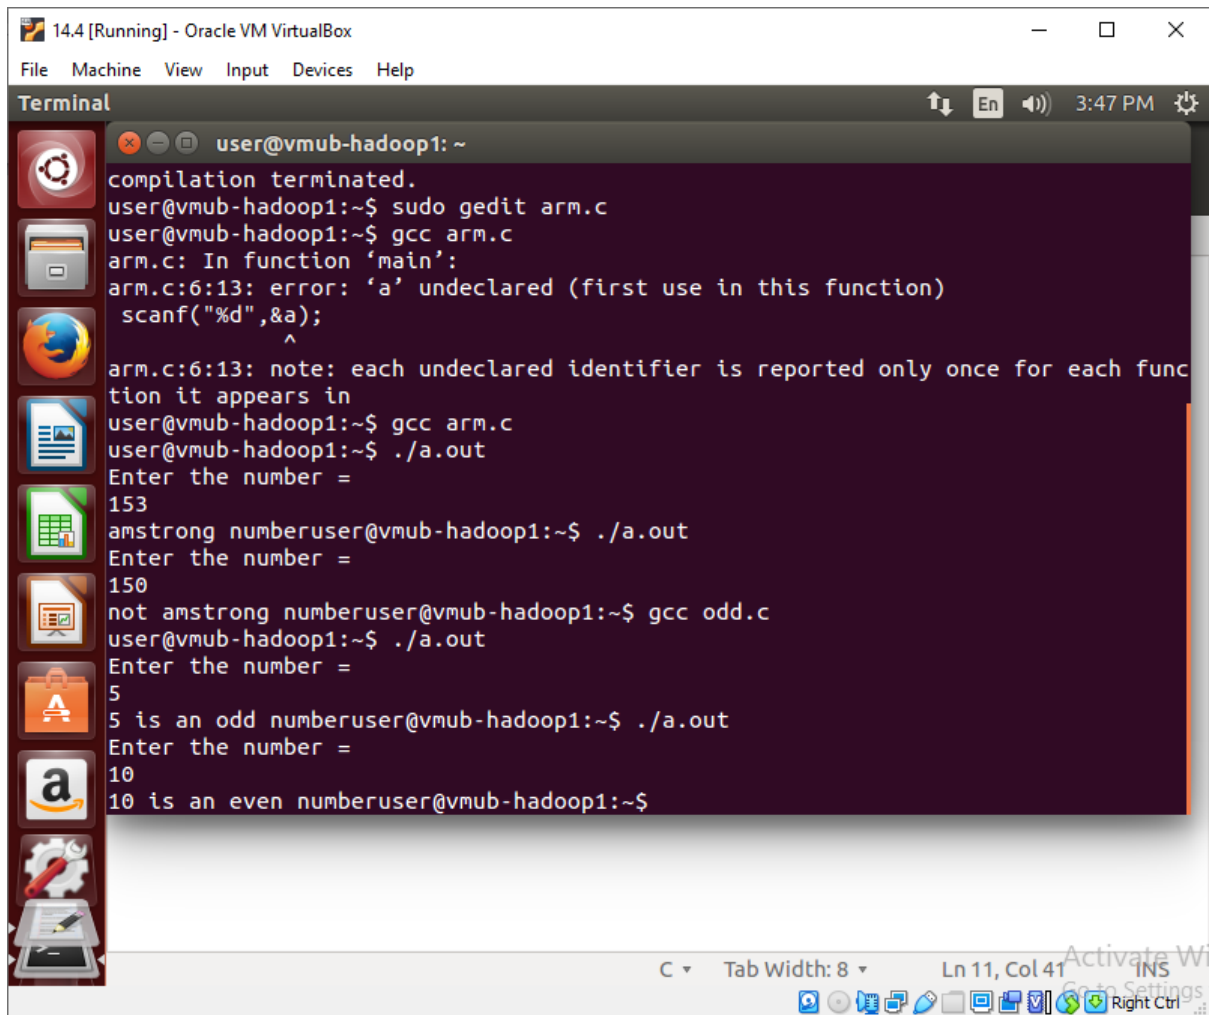 14.4 [Running] - Oracle VM VirtualBox
File Machine View Input Devices Help
Terminal En 3:47 PM
user@vmub-hadoop1: ~
compilation terminated.
user@vmub-hadoop1:~$ sudo gedit arm.c
user@vmub-hadoop1:~$ gcc arm.c
arm.c: In function ‘main’:
arm.c:6:13: error: ‘a’ undeclared (first use in this function)
scanf("%d",&a);
^
arm.c:6:13: note: each undeclared identifier is reported only once for each func
tion it appears in
user@vmub-hadoop1:~$ gcc arm.c
user@vmub-hadoop1:~$ ./a.out
Enter the number =
153
amstrong numberuser@vmub-hadoop1:~$ ./a.out
Enter the number =
150
not amstrong numberuser@vmub-hadoop1:~$ gcc odd.c
user@vmub-hadoop1:~$ ./a.out
Enter the number =
5
5 is an odd numberuser@vmub-hadoop1:~$ ./a.out
Enter the number =
10
10 is an even numberuser@vmub-hadoop1:~$
a
Activate Wi
C Tab Width: 8 Ln 11, Col 41 INS
Go to Settings
Right Ctrl